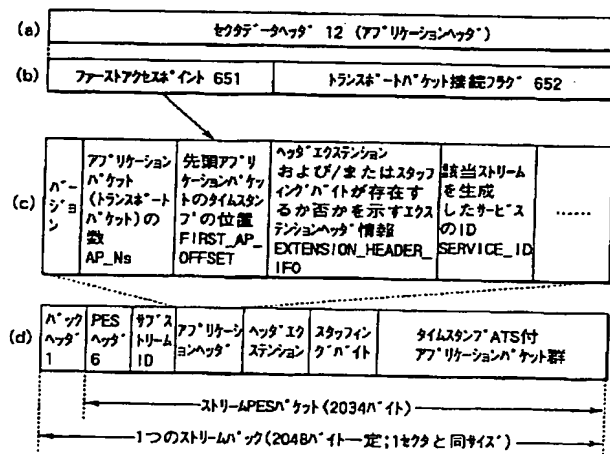 (a)
セクタデータヘッダ 12 (アプリケーションヘッダ)
(b)
ファーストアクセスポイント 651
トランスポートパケット接続フラグ 652
(c)
バージョン
アプリケーション
パケット
(トランスポート
パケット)の
数
AP_Ns
先頭アプリ
ケーションパケッ
トのタイムスタン
プの位置
FIRST_AP_
OFFSET
ヘッダエクステンション
および/またはスタッフ
ィングバイトが存在す
るか否かを示すエクス
テンションヘッダ情報
EXTENSION_HEADER_
IFO
該当ストリーム
を生成
したサービス
のID
SERVICE_ID
......
(d)
パック
ヘッダ
1
PES
ヘッダ
6
サブス
トリーム
ID
アプリケーシ
ョンヘッダ
ヘッダエク
ステンション
スタッフィン
グバイト
タイムスタンプATS付
アプリケーションパケット群
ストリームPESパケット(2034バイト)
1つのストリームパック(2048バイト一定;1セクタと同サイズ)